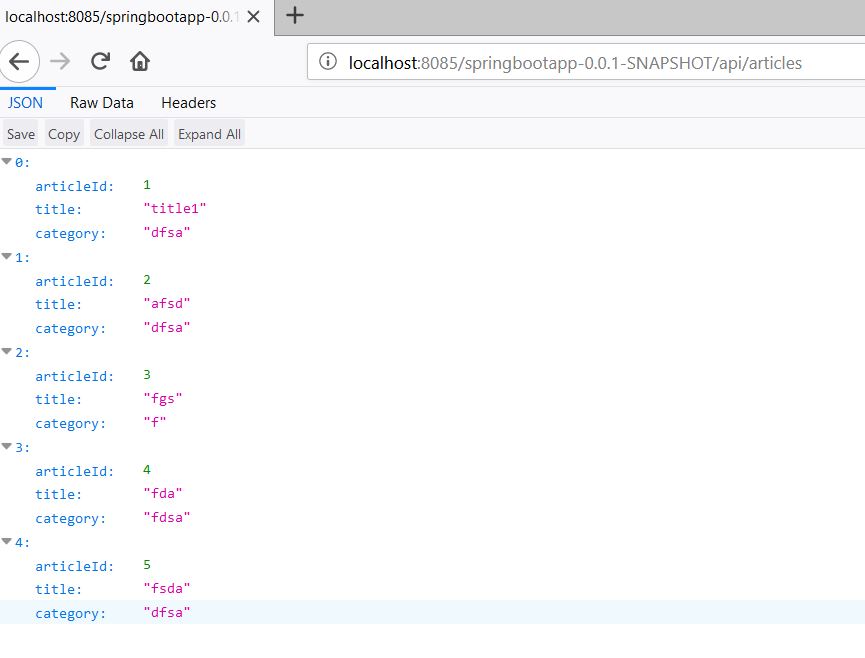 localhost:8085/springbootapp-0.0.1
localhost:8085/springbootapp-0.0.1-SNAPSHOT/api/articles
JSON Raw Data Headers
Save Copy Collapse All Expand All
0:
articleId: 1
title: "title1"
category: "dfsa"
1:
articleId: 2
title: "afsd"
category: "dfsa"
2:
articleId: 3
title: "fgs"
category: "f"
3:
articleId: 4
title: "fda"
category: "fdsa"
4:
articleId: 5
title: "fsda"
category: "dfsa"